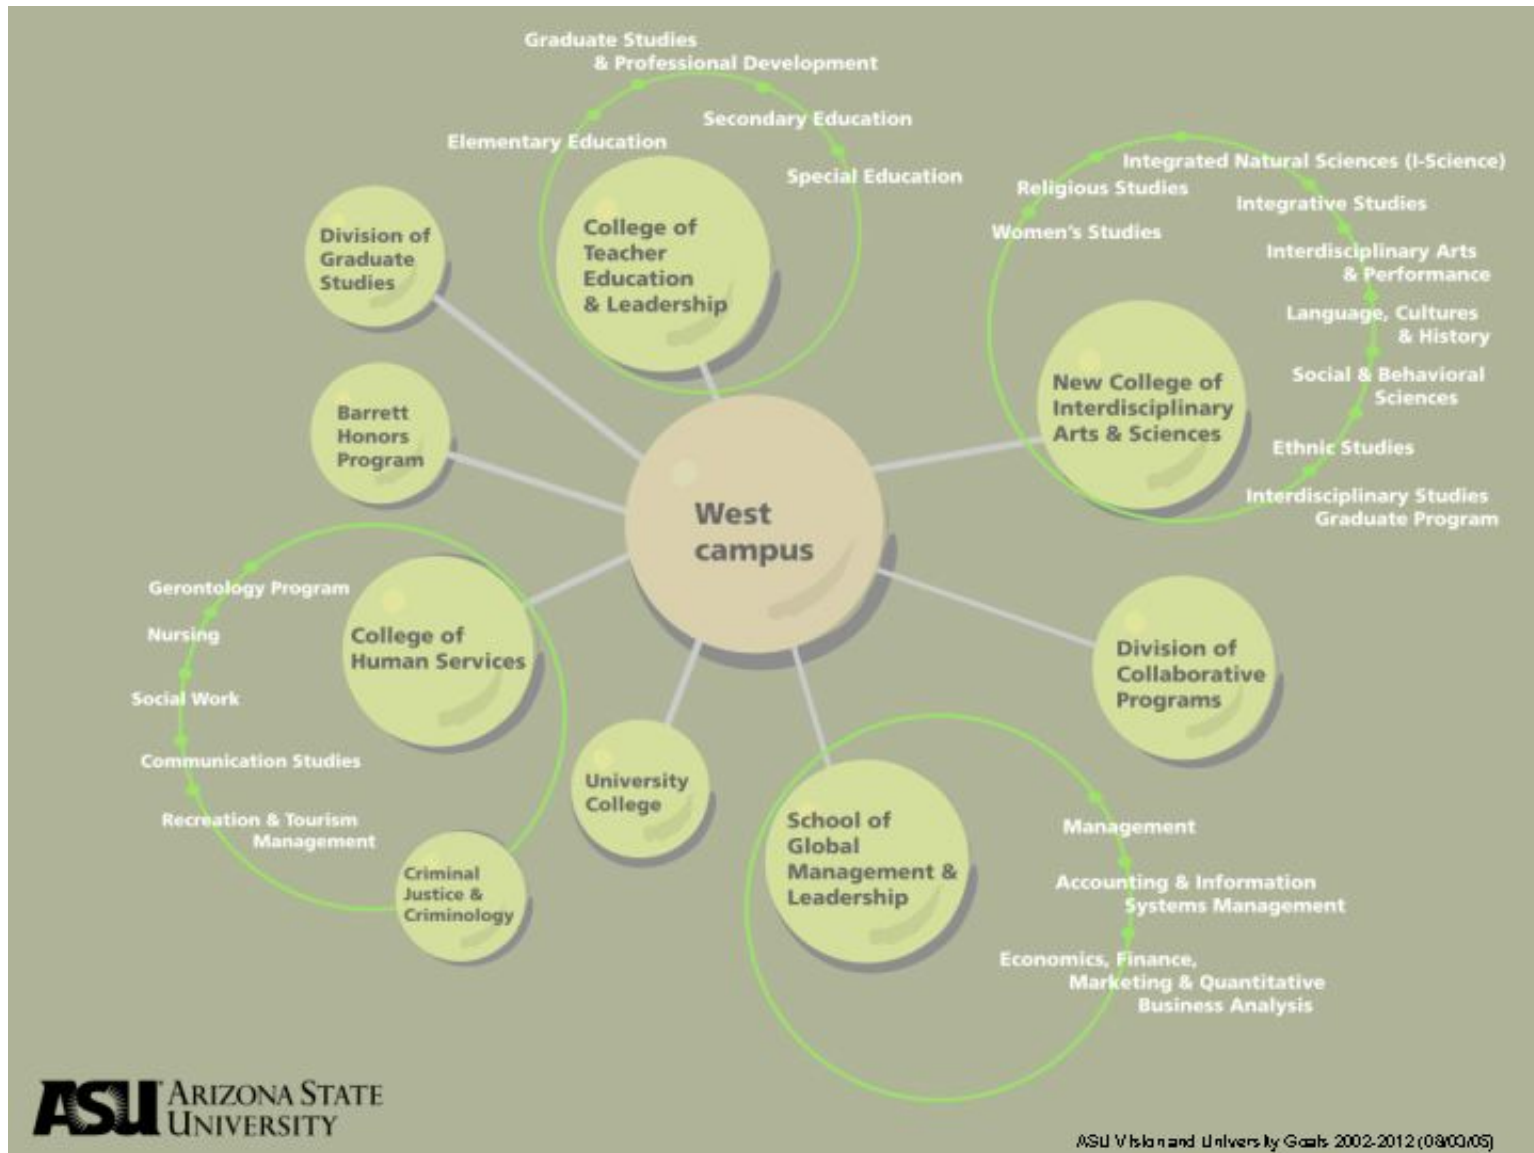 Graduate Studies
& Professional Development
Secondary Education
Elementary Education
Special Education
College of
Teacher
Education
& Leadership
Division of
Graduate
Studies
Barrett
Honors
Program
Integrated Natural Sciences (I-Science)
Religious Studies
Integrative Studies
Women's Studies
Interdisciplinary Arts
& Performance
Language, Cultures
& History
Social & Behavioral
Sciences
Ethnic Studies
Interdisciplinary Studies
Graduate Program
New College of
Interdisciplinary
Arts & Sciences
West
campus
Gerontology Program
Nursing
Social Work
Communication Studies
Recreation & Tourism
Management
College of
Human Services
Criminal
Justice &
Criminology
University
College
School of
Global
Management &
Leadership
Division of
Collaborative
Programs
Management
Accounting & Information
Systems Management
Economics, Finance,
Marketing & Quantitative
Business Analysis
ASU ARIZONA STATE
UNIVERSITY
ASU Vision and University Goals 2002-2012